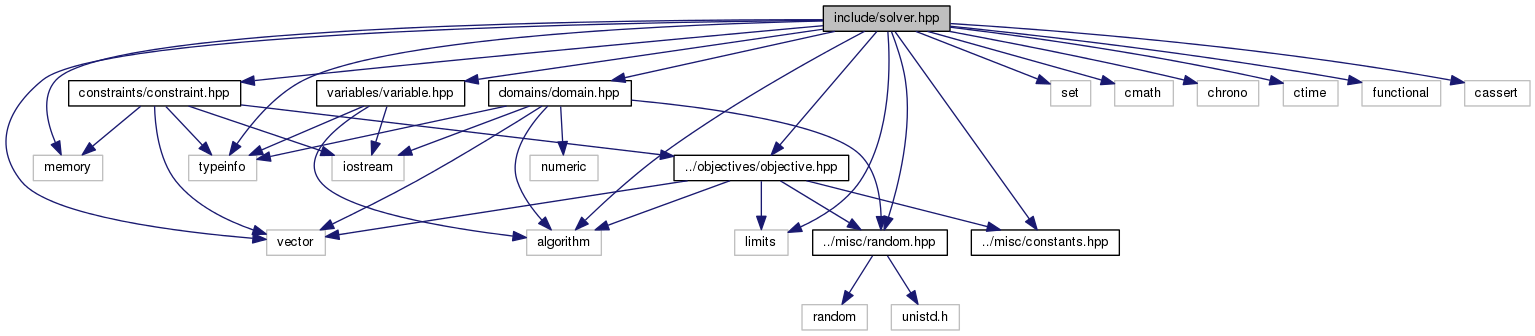 include/solver.hpp
constraints/constraint.hpp
variables/variable.hpp
domains/domain.hpp
set
cmath
chrono
ctime
functional
cassert
memory
typeinfo
iostream
numeric
../objectives/objective.hpp
vector
algorithm
limits
../misc/random.hpp
../misc/constants.hpp
random
unistd.h